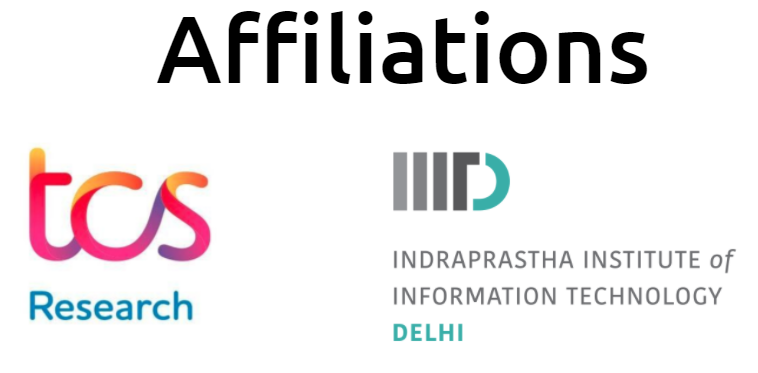 Affiliations
tcs
Research
IIITD
INDRAPRASTHA INSTITUTE of
INFORMATION TECHNOLOGY
DELHI